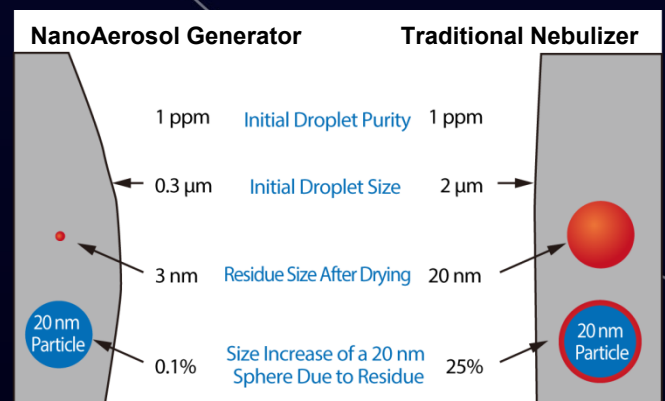 NanoAerosol Generator Traditional Nebulizer
1 ppm Initial Droplet Purity 1 ppm
0.3 µm Initial Droplet Size 2 µm
3 nm Residue Size After Drying 20 nm
20 nm
Particle
0.1% Size Increase of a 20 nm
Sphere Due to Residue 25%
20 nm
Particle